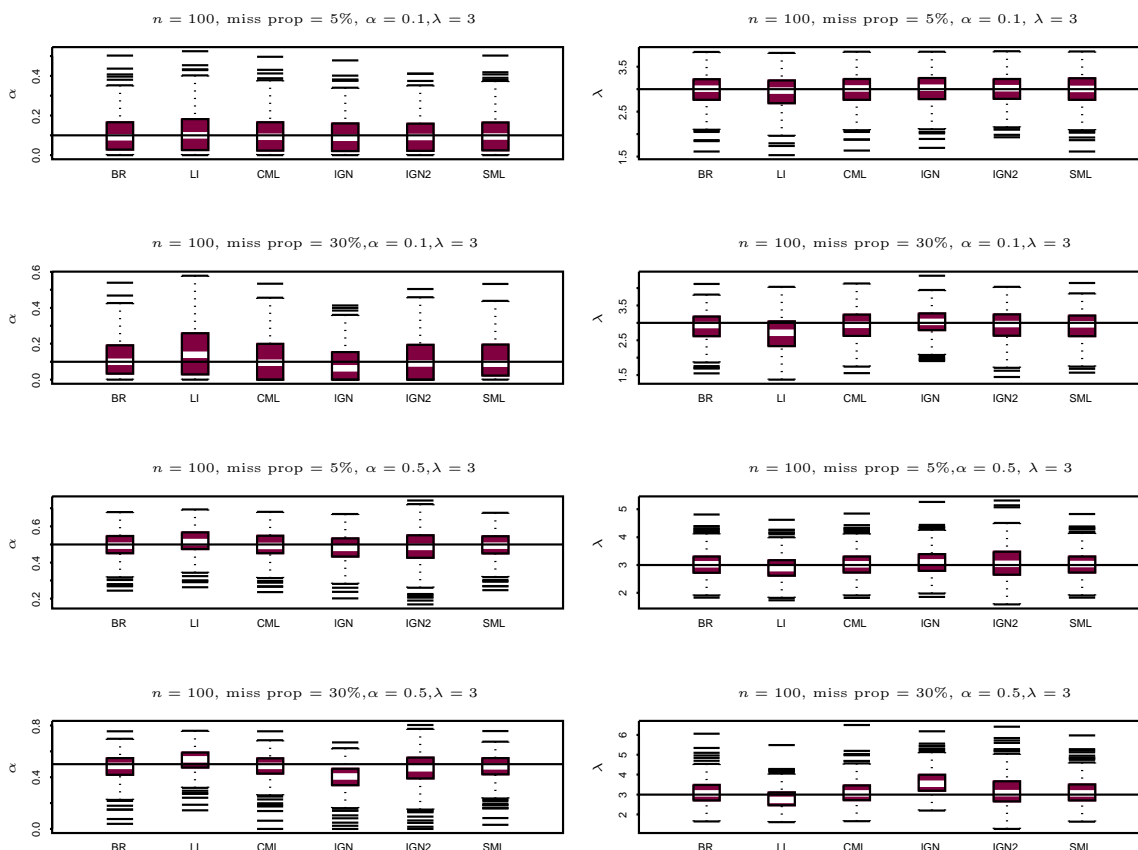 n = 100, miss prop = 5%, α = 0.1,λ = 3
α
0.4
0.2
0.0
BR LI CML IGN IGN2 SML
n = 100, miss prop = 5%, α = 0.1, λ = 3
λ
3.5
2.5
1.5
BR LI CML IGN IGN2 SML
n = 100, miss prop = 30%,α = 0.1,λ = 3
α
0.6
0.4
0.2
0.0
BR LI CML IGN IGN2 SML
n = 100, miss prop = 30%, α = 0.1,λ = 3
λ
3.5
2.5
1.5
BR LI CML IGN IGN2 SML
n = 100, miss prop = 5%, α = 0.5,λ = 3
α
0.6
0.4
0.2
BR LI CML IGN IGN2 SML
n = 100, miss prop = 5%,α = 0.5, λ = 3
λ
5
4
3
2
BR LI CML IGN IGN2 SML
n = 100, miss prop = 30%,α = 0.5,λ = 3
α
0.8
0.4
0.0
BR LI CML IGN IGN2 SML
n = 100, miss prop = 30%, α = 0.5,λ = 3
λ
6
5
4
3
2
BR LI CML IGN IGN2 SML